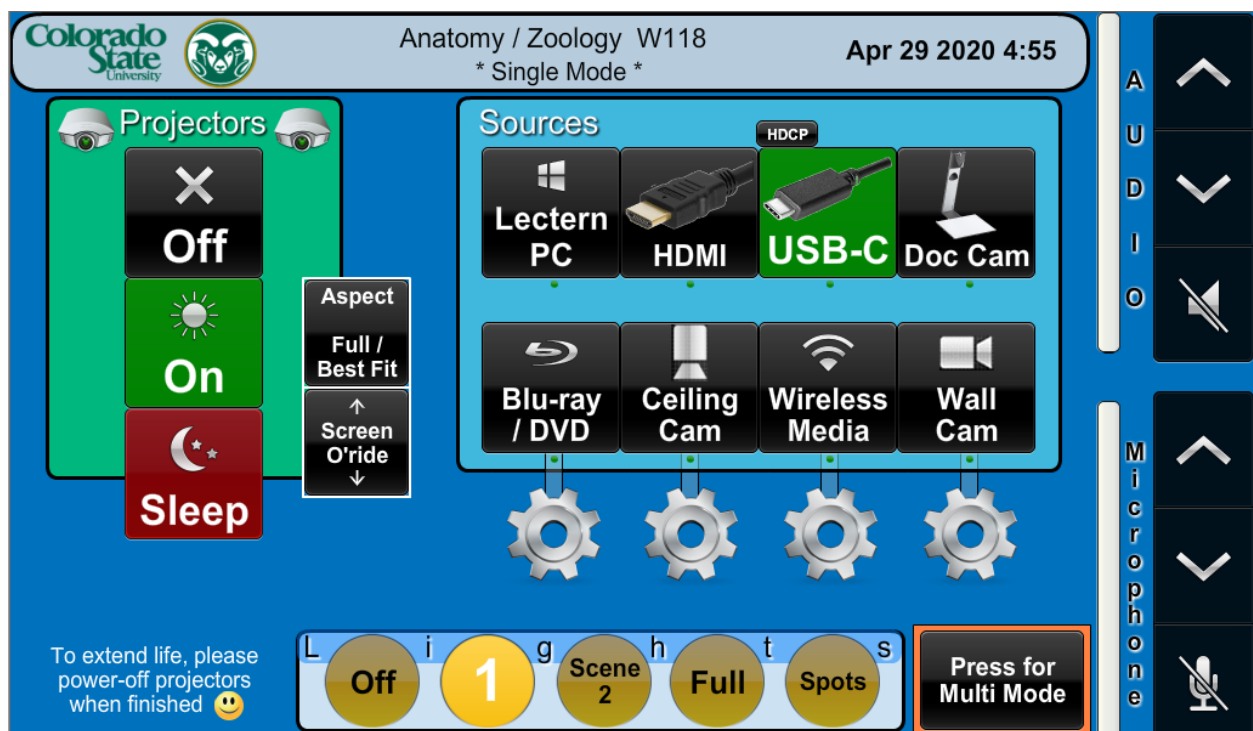 Colorado
State
University
Anatomy / Zoology W118
* Single Mode *
Apr 29 2020 4:55
Projectors
Off
On
Sleep
Aspect
Full /
Best Fit
↑
Screen
O'ride
↓
Sources
HDCP
Lectern
PC
HDMI
USB-C
Doc Cam
Blu-ray
/ DVD
Ceiling
Cam
Wireless
Media
Wall
Cam
To extend life, please
power-off projectors
when finished 🙂
Lights
Off
1
Scene
2
Full
Spots
Press for
Multi Mode
AUDIO
Microphone